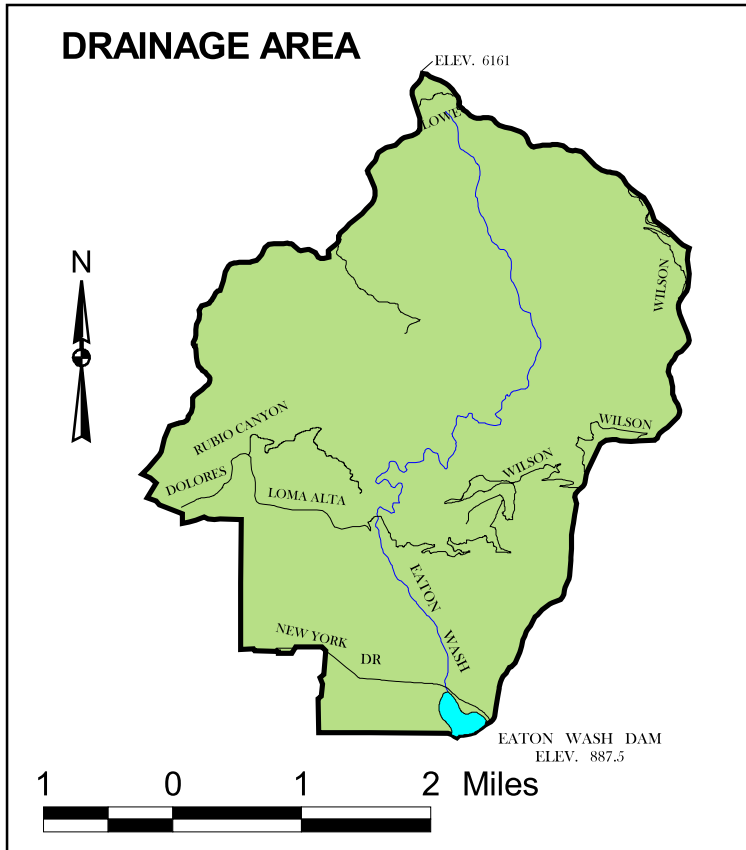 DRAINAGE AREA
ELEV. 6161
LOWE
N
WILSON
RUBIO CANYON
WILSON
DOLORES
WILSON
LOMA ALTA
EATON
WASH
NEW YORK
DR
EATON WASH DAM
ELEV. 887.5
1 0 1 2 Miles